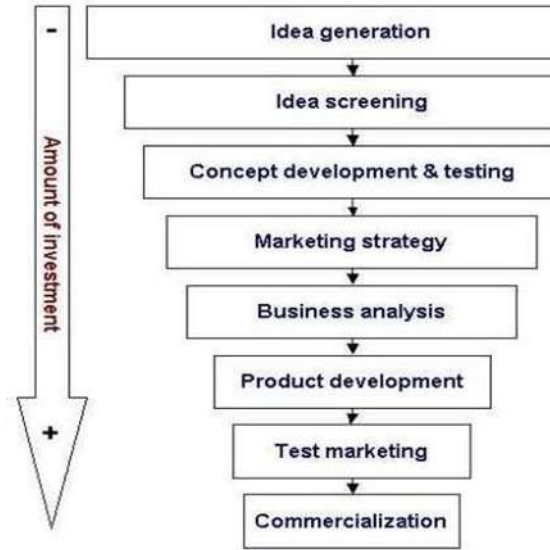 -
Amount of investment
+
Idea generation
Idea screening
Concept development & testing
Marketing strategy
Business analysis
Product development
Test marketing
Commercialization